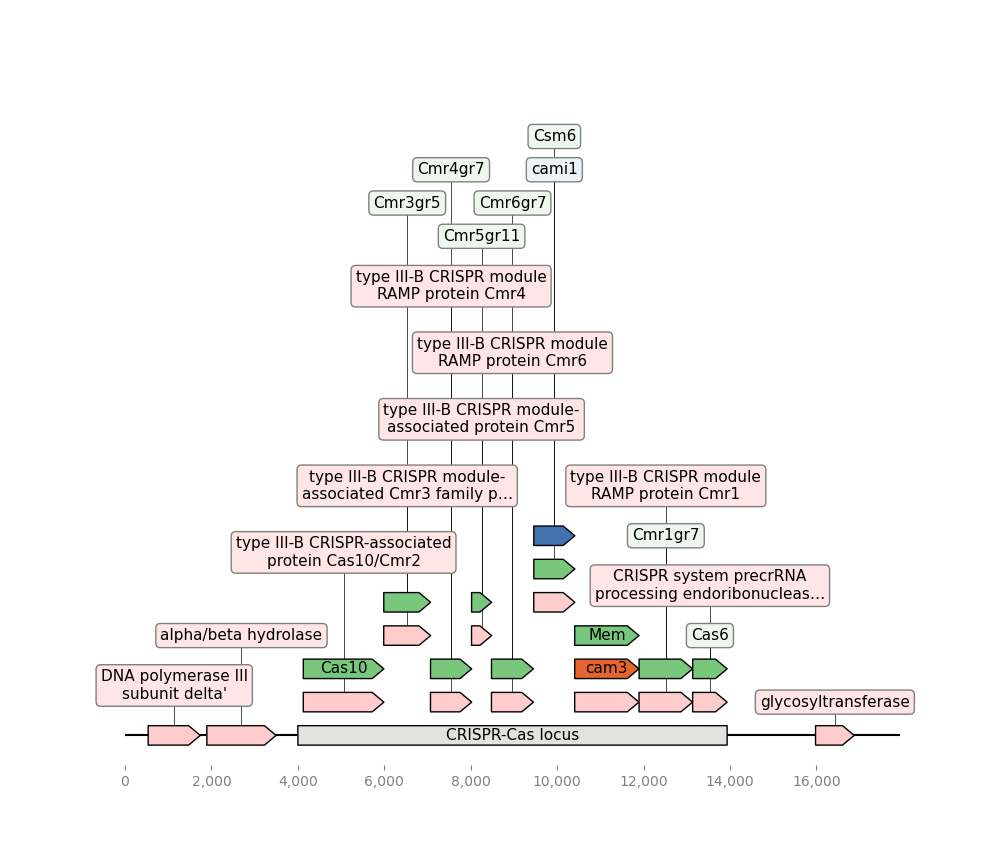 Csm6
Cmr4gr7
cami1
Cmr3gr5
Cmr6gr7
Cmr5gr11
type III-B CRISPR module
RAMP protein Cmr4
type III-B CRISPR module
RAMP protein Cmr6
type III-B CRISPR module-
associated protein Cmr5
type III-B CRISPR module-
associated Cmr3 family p…
type III-B CRISPR module
RAMP protein Cmr1
Cmr1gr7
type III-B CRISPR-associated
protein Cas10/Cmr2
CRISPR system precrRNA
processing endoribonucleas…
alpha/beta hydrolase
Mem
Cas6
Cas10
cam3
DNA polymerase III
subunit delta'
glycosyltransferase
CRISPR-Cas locus
0 2,000 4,000 6,000 8,000 10,000 12,000 14,000 16,000